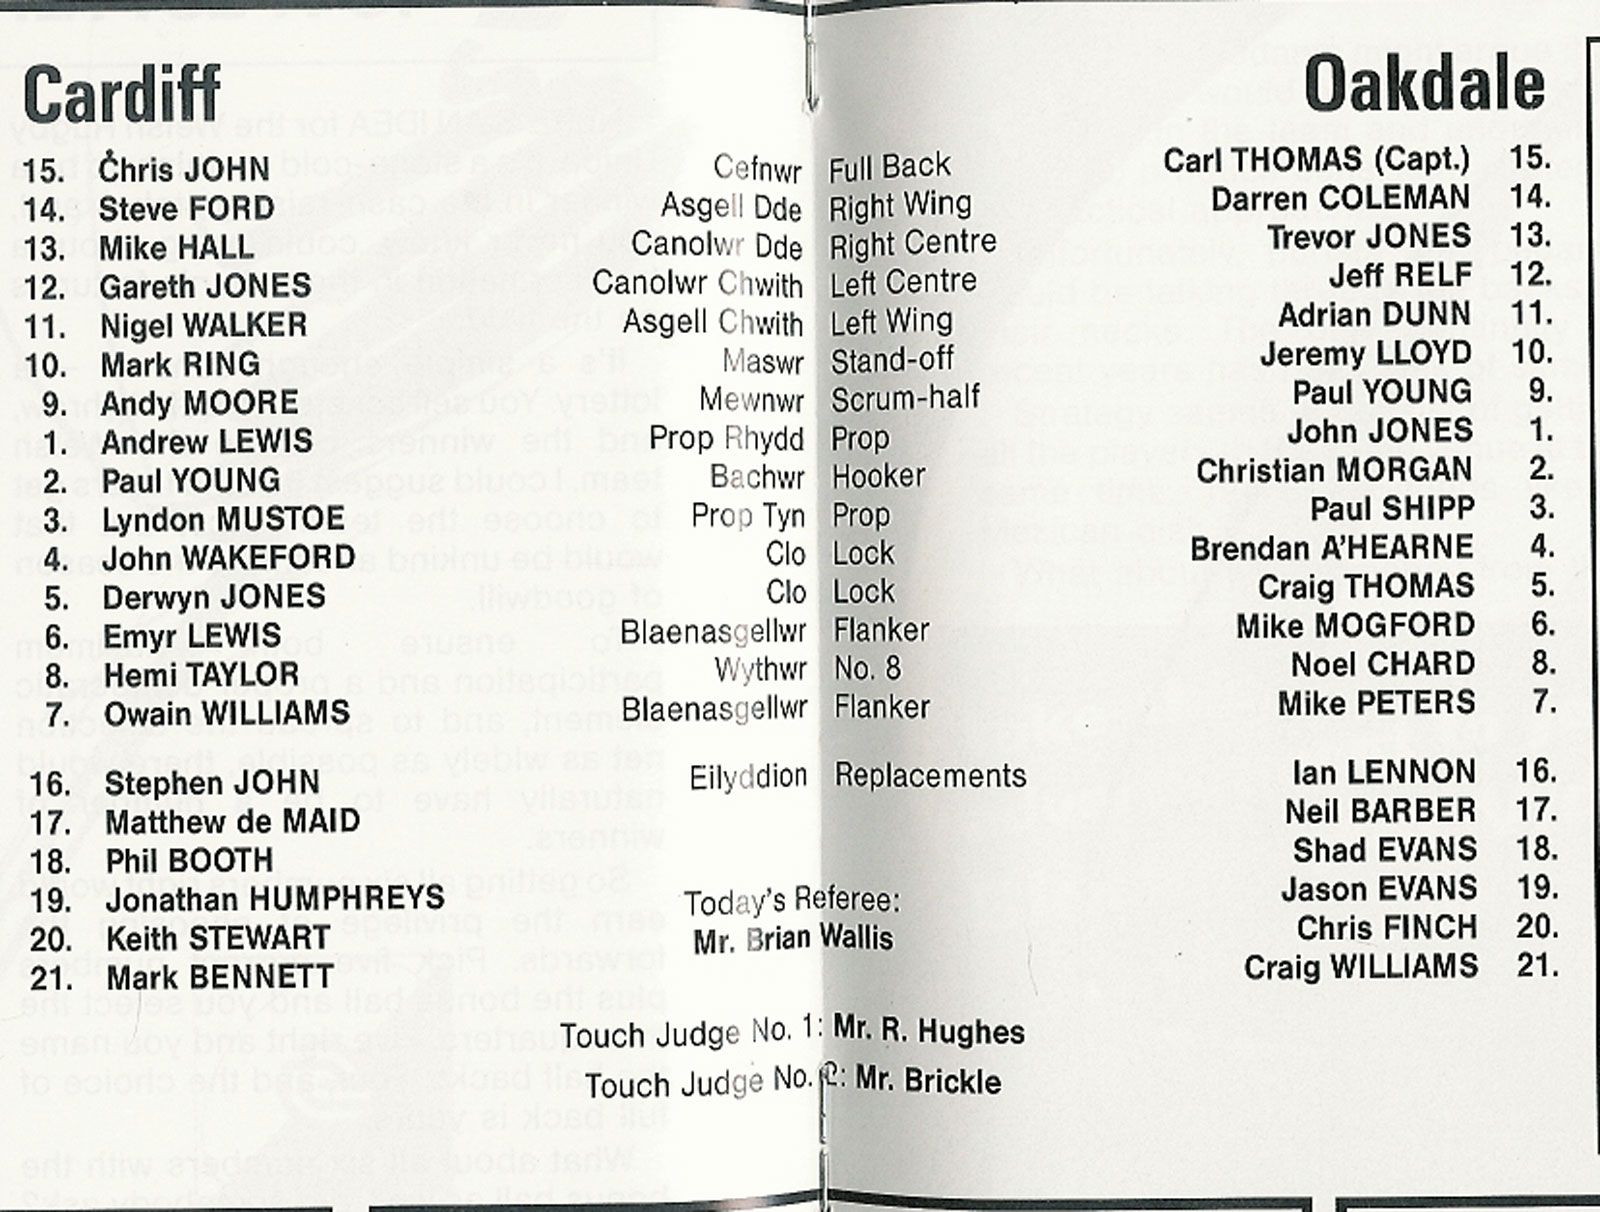 Cardiff Oakdale
15. Chris JOHN Cefnwr Full Back Carl THOMAS (Capt.) 15.
14. Steve FORD Asgell Dde Right Wing Darren COLEMAN 14.
13. Mike HALL Canolwr Dde Right Centre Trevor JONES 13.
12. Gareth JONES Canolwr Chwith Left Centre Jeff RELF 12.
11. Nigel WALKER Asgell Chwith Left Wing Adrian DUNN 11.
10. Mark RING Maswr Stand-off Jeremy LLOYD 10.
9. Andy MOORE Mewnwr Scrum-half Paul YOUNG 9.
1. Andrew LEWIS Prop Rhydd Prop John JONES 1.
2. Paul YOUNG Bachwr Hooker Christian MORGAN 2.
3. Lyndon MUSTOE Prop Tyn Prop Paul SHIPP 3.
4. John WAKEFORD Clo Lock Brendan A'HEARNE 4.
5. Derwyn JONES Clo Lock Craig THOMAS 5.
6. Emyr LEWIS Blaenasgellwr Flanker Mike MOGFORD 6.
8. Hemi TAYLOR Wythwr No. 8 Noel CHARD 8.
7. Owain WILLIAMS Blaenasgellwr Flanker Mike PETERS 7.
16. Stephen JOHN Eilyddion Replacements Ian LENNON 16.
17. Matthew de MAID Neil BARBER 17.
18. Phil BOOTH Shad EVANS 18.
19. Jonathan HUMPHREYS Today's Referee: Jason EVANS 19.
20. Keith STEWART Mr. Brian Wallis Chris FINCH 20.
21. Mark BENNETT Craig WILLIAMS 21.
Touch Judge No. 1: Mr. R. Hughes
Touch Judge No. 2: Mr. Brickle